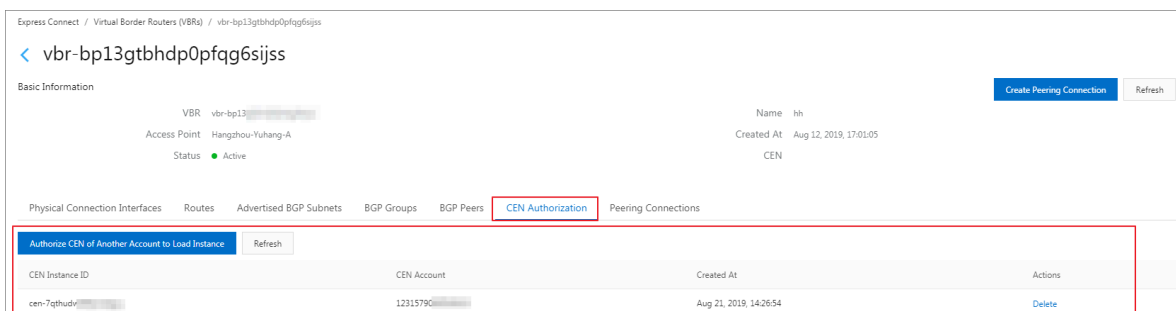 Express Connect / Virtual Border Routers (VBRs) / vbr-bp13gtbhdp0pfqg6sijss
< vbr-bp13gtbhdp0pfqg6sijss
Basic Information
Create Peering Connection Refresh
VBR vbr-bp13 Name hh
Access Point Hangzhou-Yuhang-A Created At Aug 12, 2019, 17:01:05
Status Active CEN
Physical Connection Interfaces Routes Advertised BGP Subnets BGP Groups BGP Peers CEN Authorization Peering Connections
Authorize CEN of Another Account to Load Instance Refresh
CEN Instance ID CEN Account Created At Actions
cen-7qthudv 12315790 Aug 21, 2019, 14:26:54 Delete